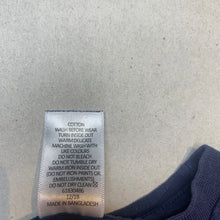 COTTON
WASH BEFORE WEAR
TURN INSIDE OUT
WARM DELICATE
MACHINE WASH WITH
LIKE COLOURS
DO NOT BLEACH
DO NOT TUMBLE DRY
WARM IRON INSIDE OUT
(DO NOT IRON PRINTS OR
EMBELLISHMENTS)
DO NOT DRY CLEAN
MADE IN BANGLADESH